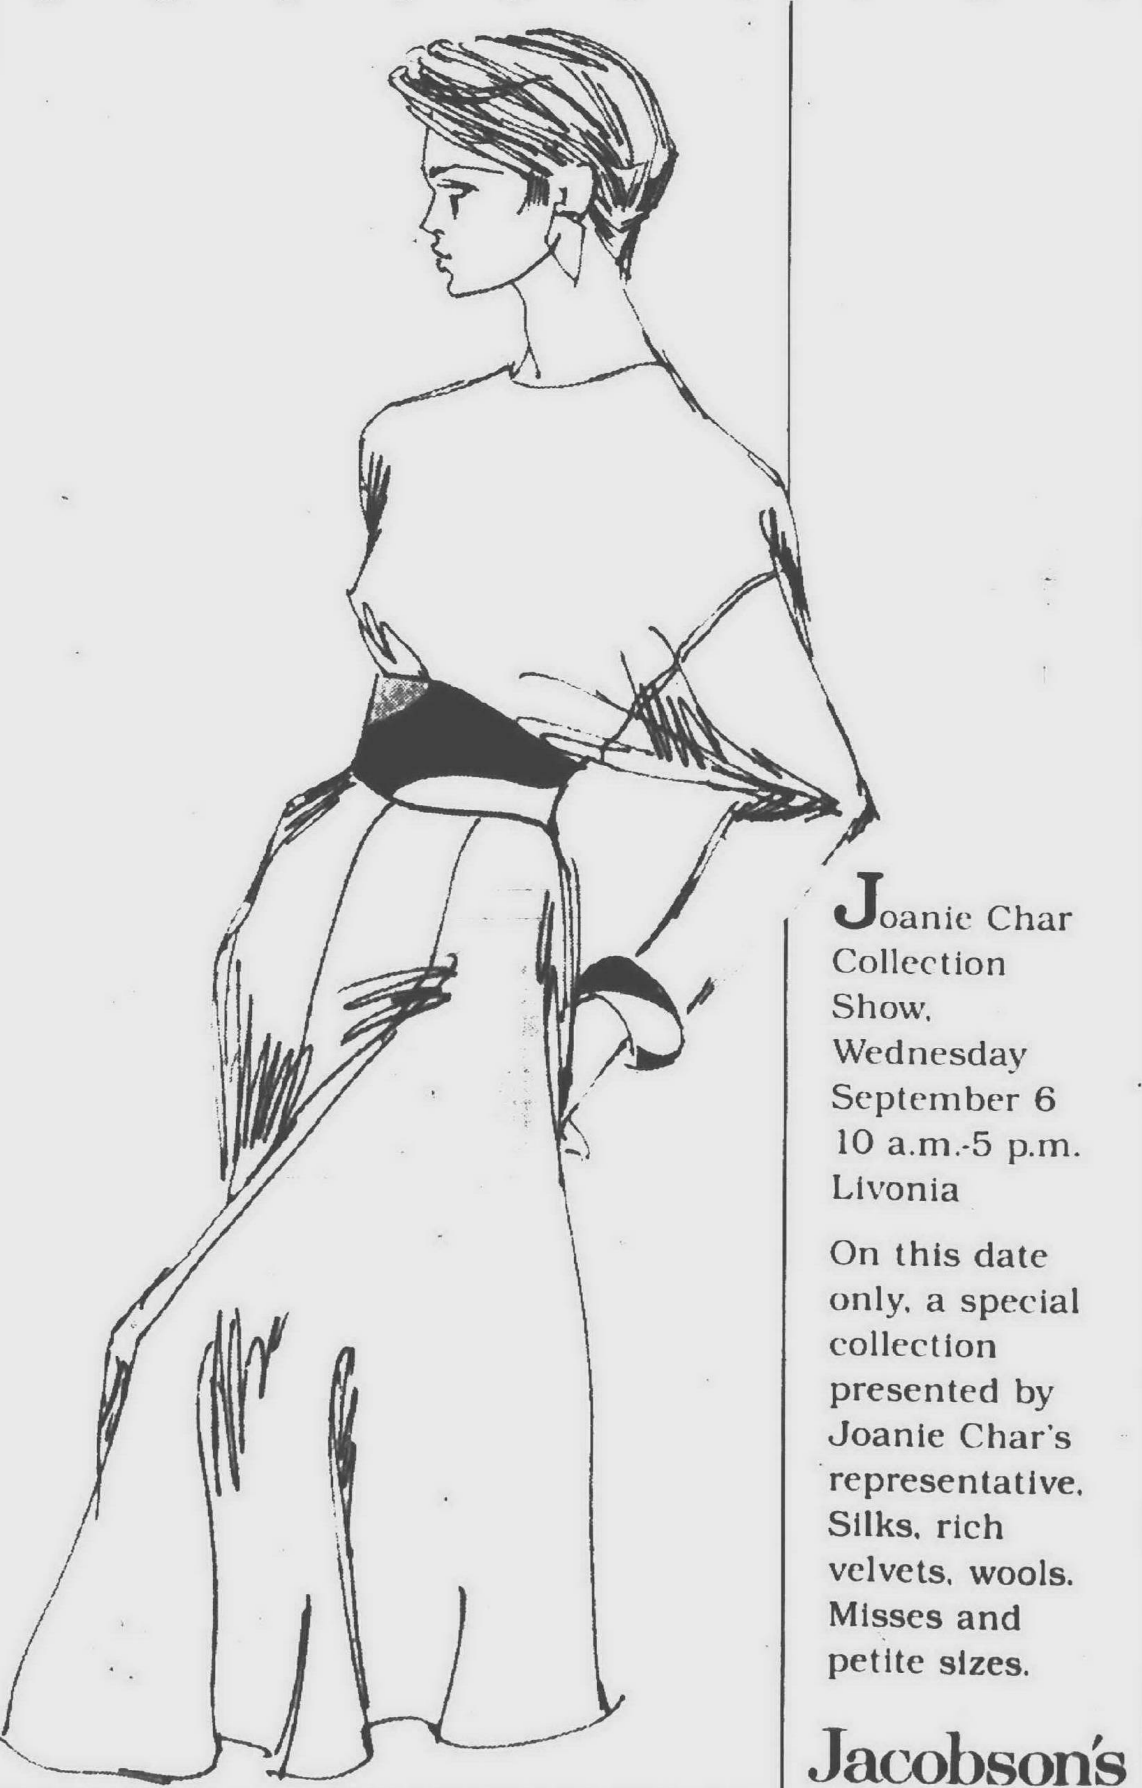 Joanie Char
Collection
Show,
Wednesday
September 6
10 a.m.-5 p.m.
Livonia
On this date
only, a special
collection
presented by
Joanie Char's
representative.
Silks, rich
velvets, wools.
Misses and
petite sizes.
Jacobson's